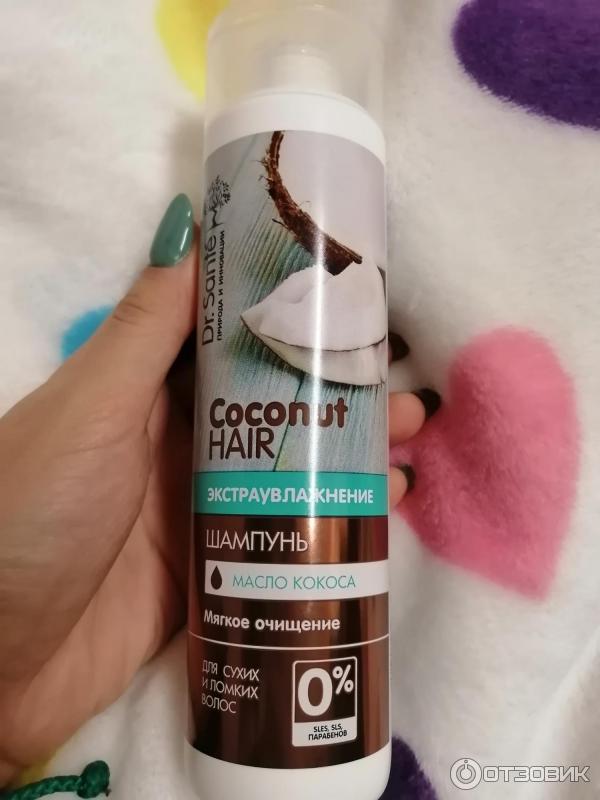 Dr. Santé
ПРИРОДА И ИННОВАЦИИ
Coconut
HAIR
ЭКСТРАУВЛАЖНЕНИЕ
ШАМПУНЬ
МАСЛО КОКОСА
Мягкое очищение
ДЛЯ СУХИХ
И ЛОМКИХ
ВОЛОС
0%
SLES, SLS,
ПАРАБЕНОВ
ОТЗОВИК